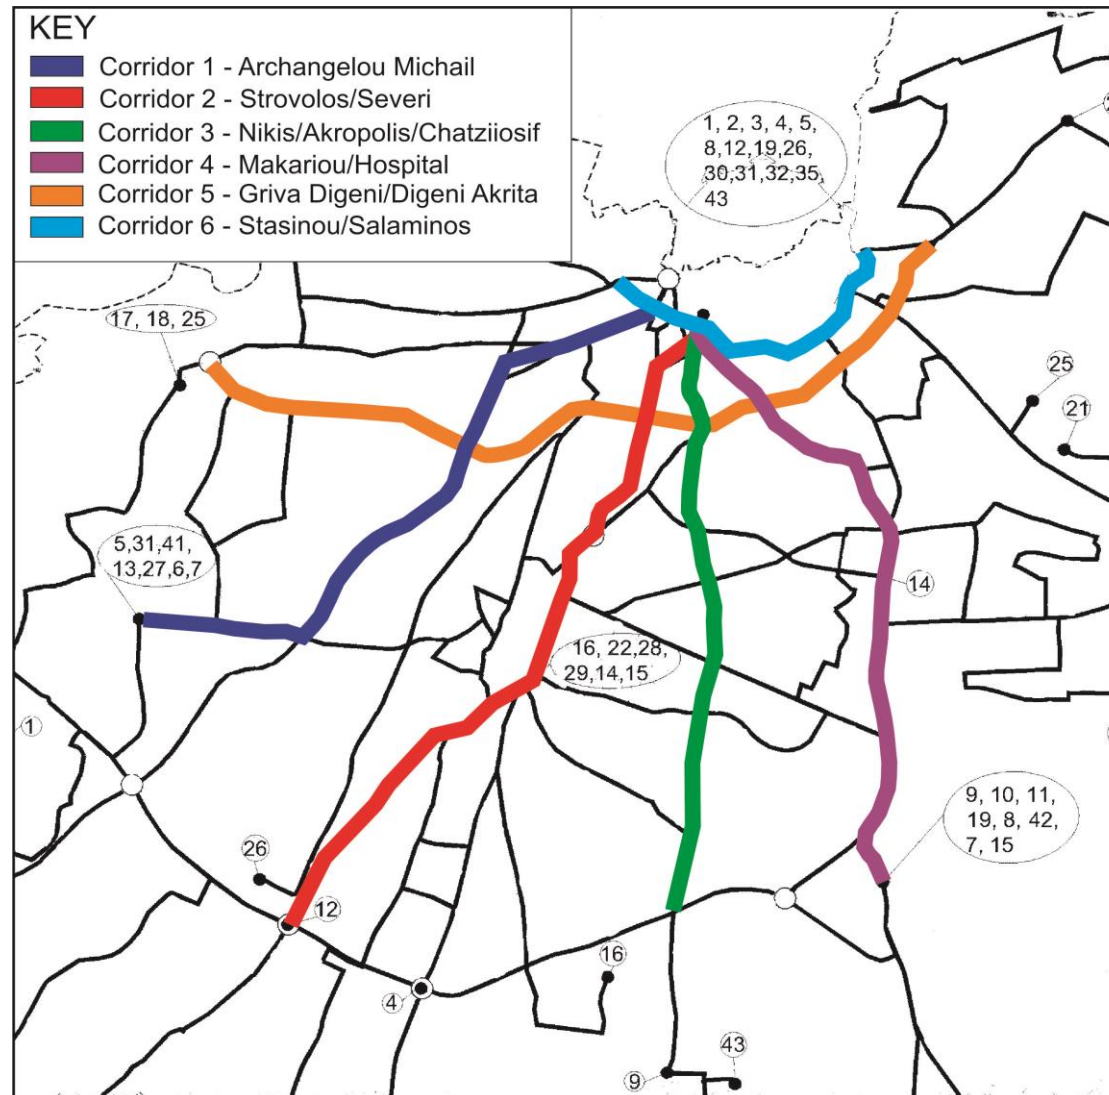 KEY
Corridor 1 - Archangelou Michail
Corridor 2 - Strovolos/Severi
Corridor 3 - Nikis/Akropolis/Chatziiosif
Corridor 4 - Makariou/Hospital
Corridor 5 - Griva Digeni/Digeni Akrita
Corridor 6 - Stasinou/Salaminos
1, 2, 3, 4, 5,
8,12,19,26,
30,31,32,35,
43
17, 18, 25
25
21
5,31,41,
13,27,6,7
14
16, 22,28,
29,14,15
1
9, 10, 11,
19, 8, 42,
7, 15
26
12
16
4
43
9